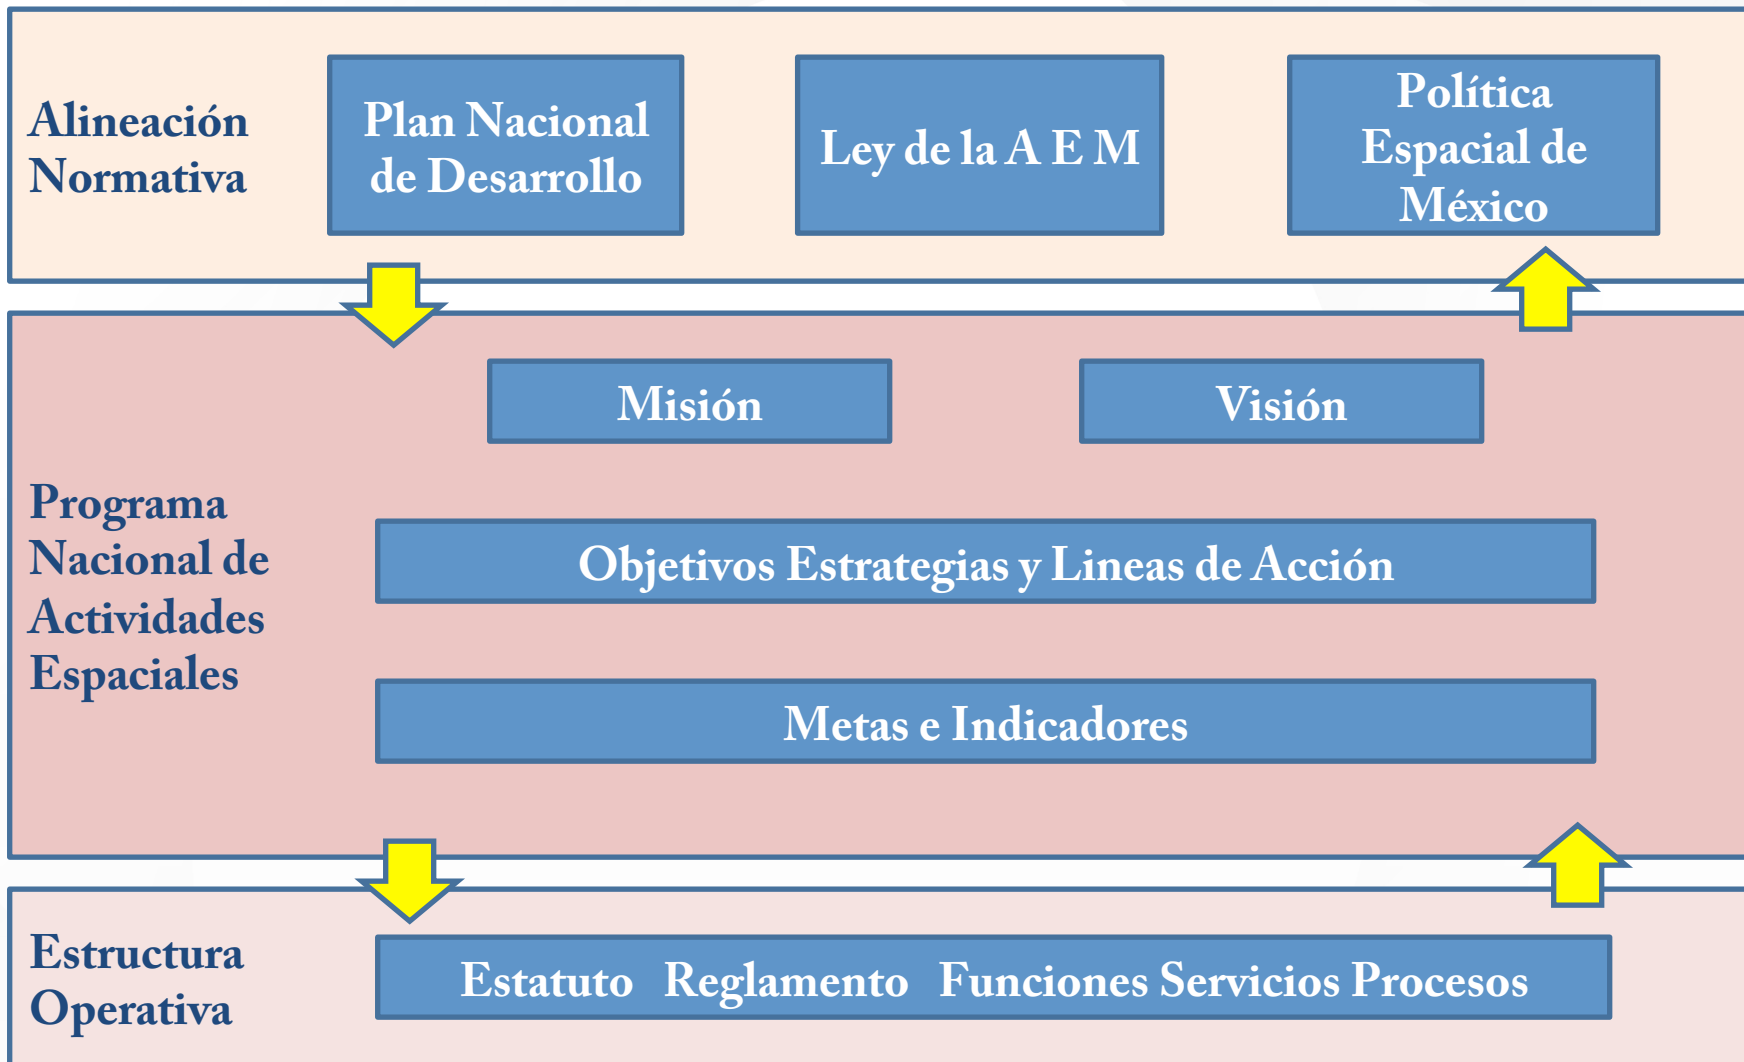 Alineación
Normativa
Plan Nacional
de Desarrollo
Ley de la A E M
Política
Espacial de
México
Programa
Nacional de
Actividades
Espaciales
Misión
Visión
Objetivos Estrategias y Lineas de Acción
Metas e Indicadores
Estructura
Operativa
Estatuto Reglamento Funciones Servicios Procesos